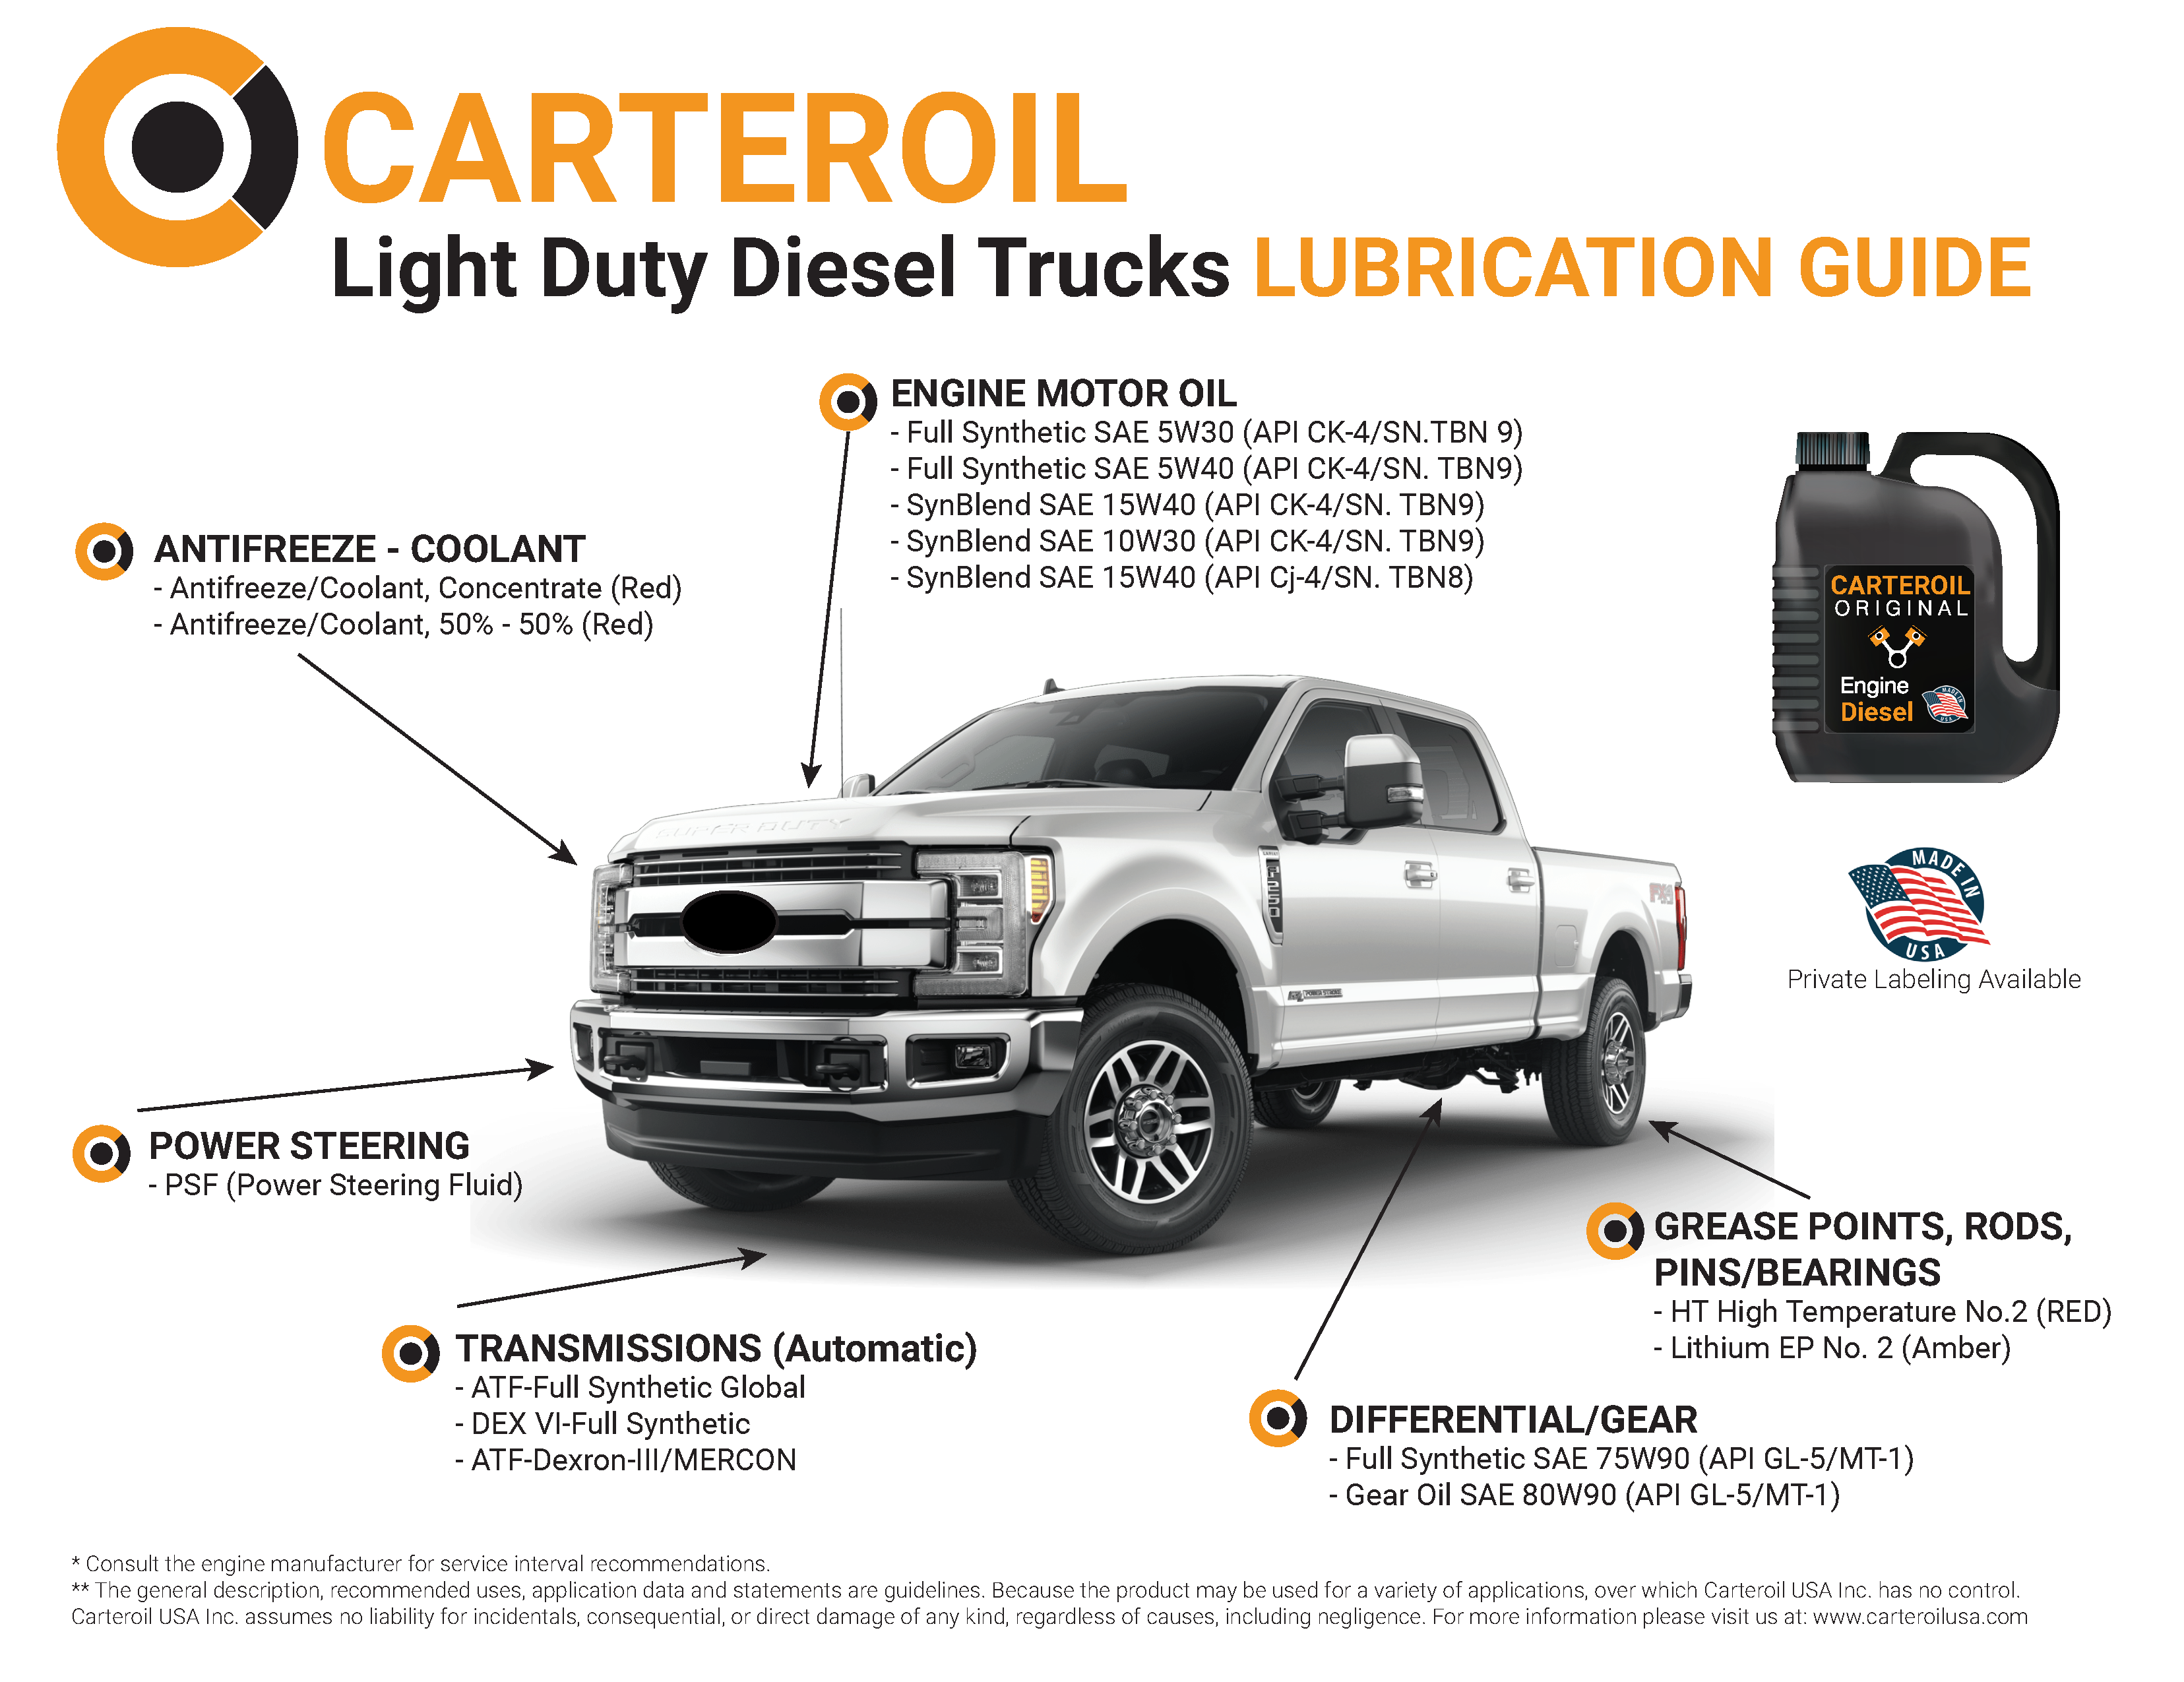 CARTEROIL
Light Duty Diesel Trucks LUBRICATION GUIDE
ENGINE MOTOR OIL
- Full Synthetic SAE 5W30 (API CK-4/SN.TBN 9)
- Full Synthetic SAE 5W40 (API CK-4/SN. TBN9)
- SynBlend SAE 15W40 (API CK-4/SN. TBN9)
- SynBlend SAE 10W30 (API CK-4/SN. TBN9)
- SynBlend SAE 15W40 (API Cj-4/SN. TBN8)
ANTIFREEZE - COOLANT
- Antifreeze/Coolant, Concentrate (Red)
- Antifreeze/Coolant, 50% - 50% (Red)
CARTEROIL
ORIGINAL
Engine
Diesel
MADE IN
USA
SUPER DUTY
F250
POWER STROKE
FX4
MADE IN
USA
Private Labeling Available
POWER STEERING
- PSF (Power Steering Fluid)
GREASE POINTS, RODS,
PINS/BEARINGS
- HT High Temperature No.2 (RED)
- Lithium EP No. 2 (Amber)
TRANSMISSIONS (Automatic)
- ATF-Full Synthetic Global
- DEX VI-Full Synthetic
- ATF-Dexron-III/MERCON
DIFFERENTIAL/GEAR
- Full Synthetic SAE 75W90 (API GL-5/MT-1)
- Gear Oil SAE 80W90 (API GL-5/MT-1)
* Consult the engine manufacturer for service interval recommendations.
** The general description, recommended uses, application data and statements are guidelines. Because the product may be used for a variety of applications, over which Carteroil USA Inc. has no control.
Carteroil USA Inc. assumes no liability for incidentals, consequential, or direct damage of any kind, regardless of causes, including negligence. For more information please visit us at: www.carteroilusa.com